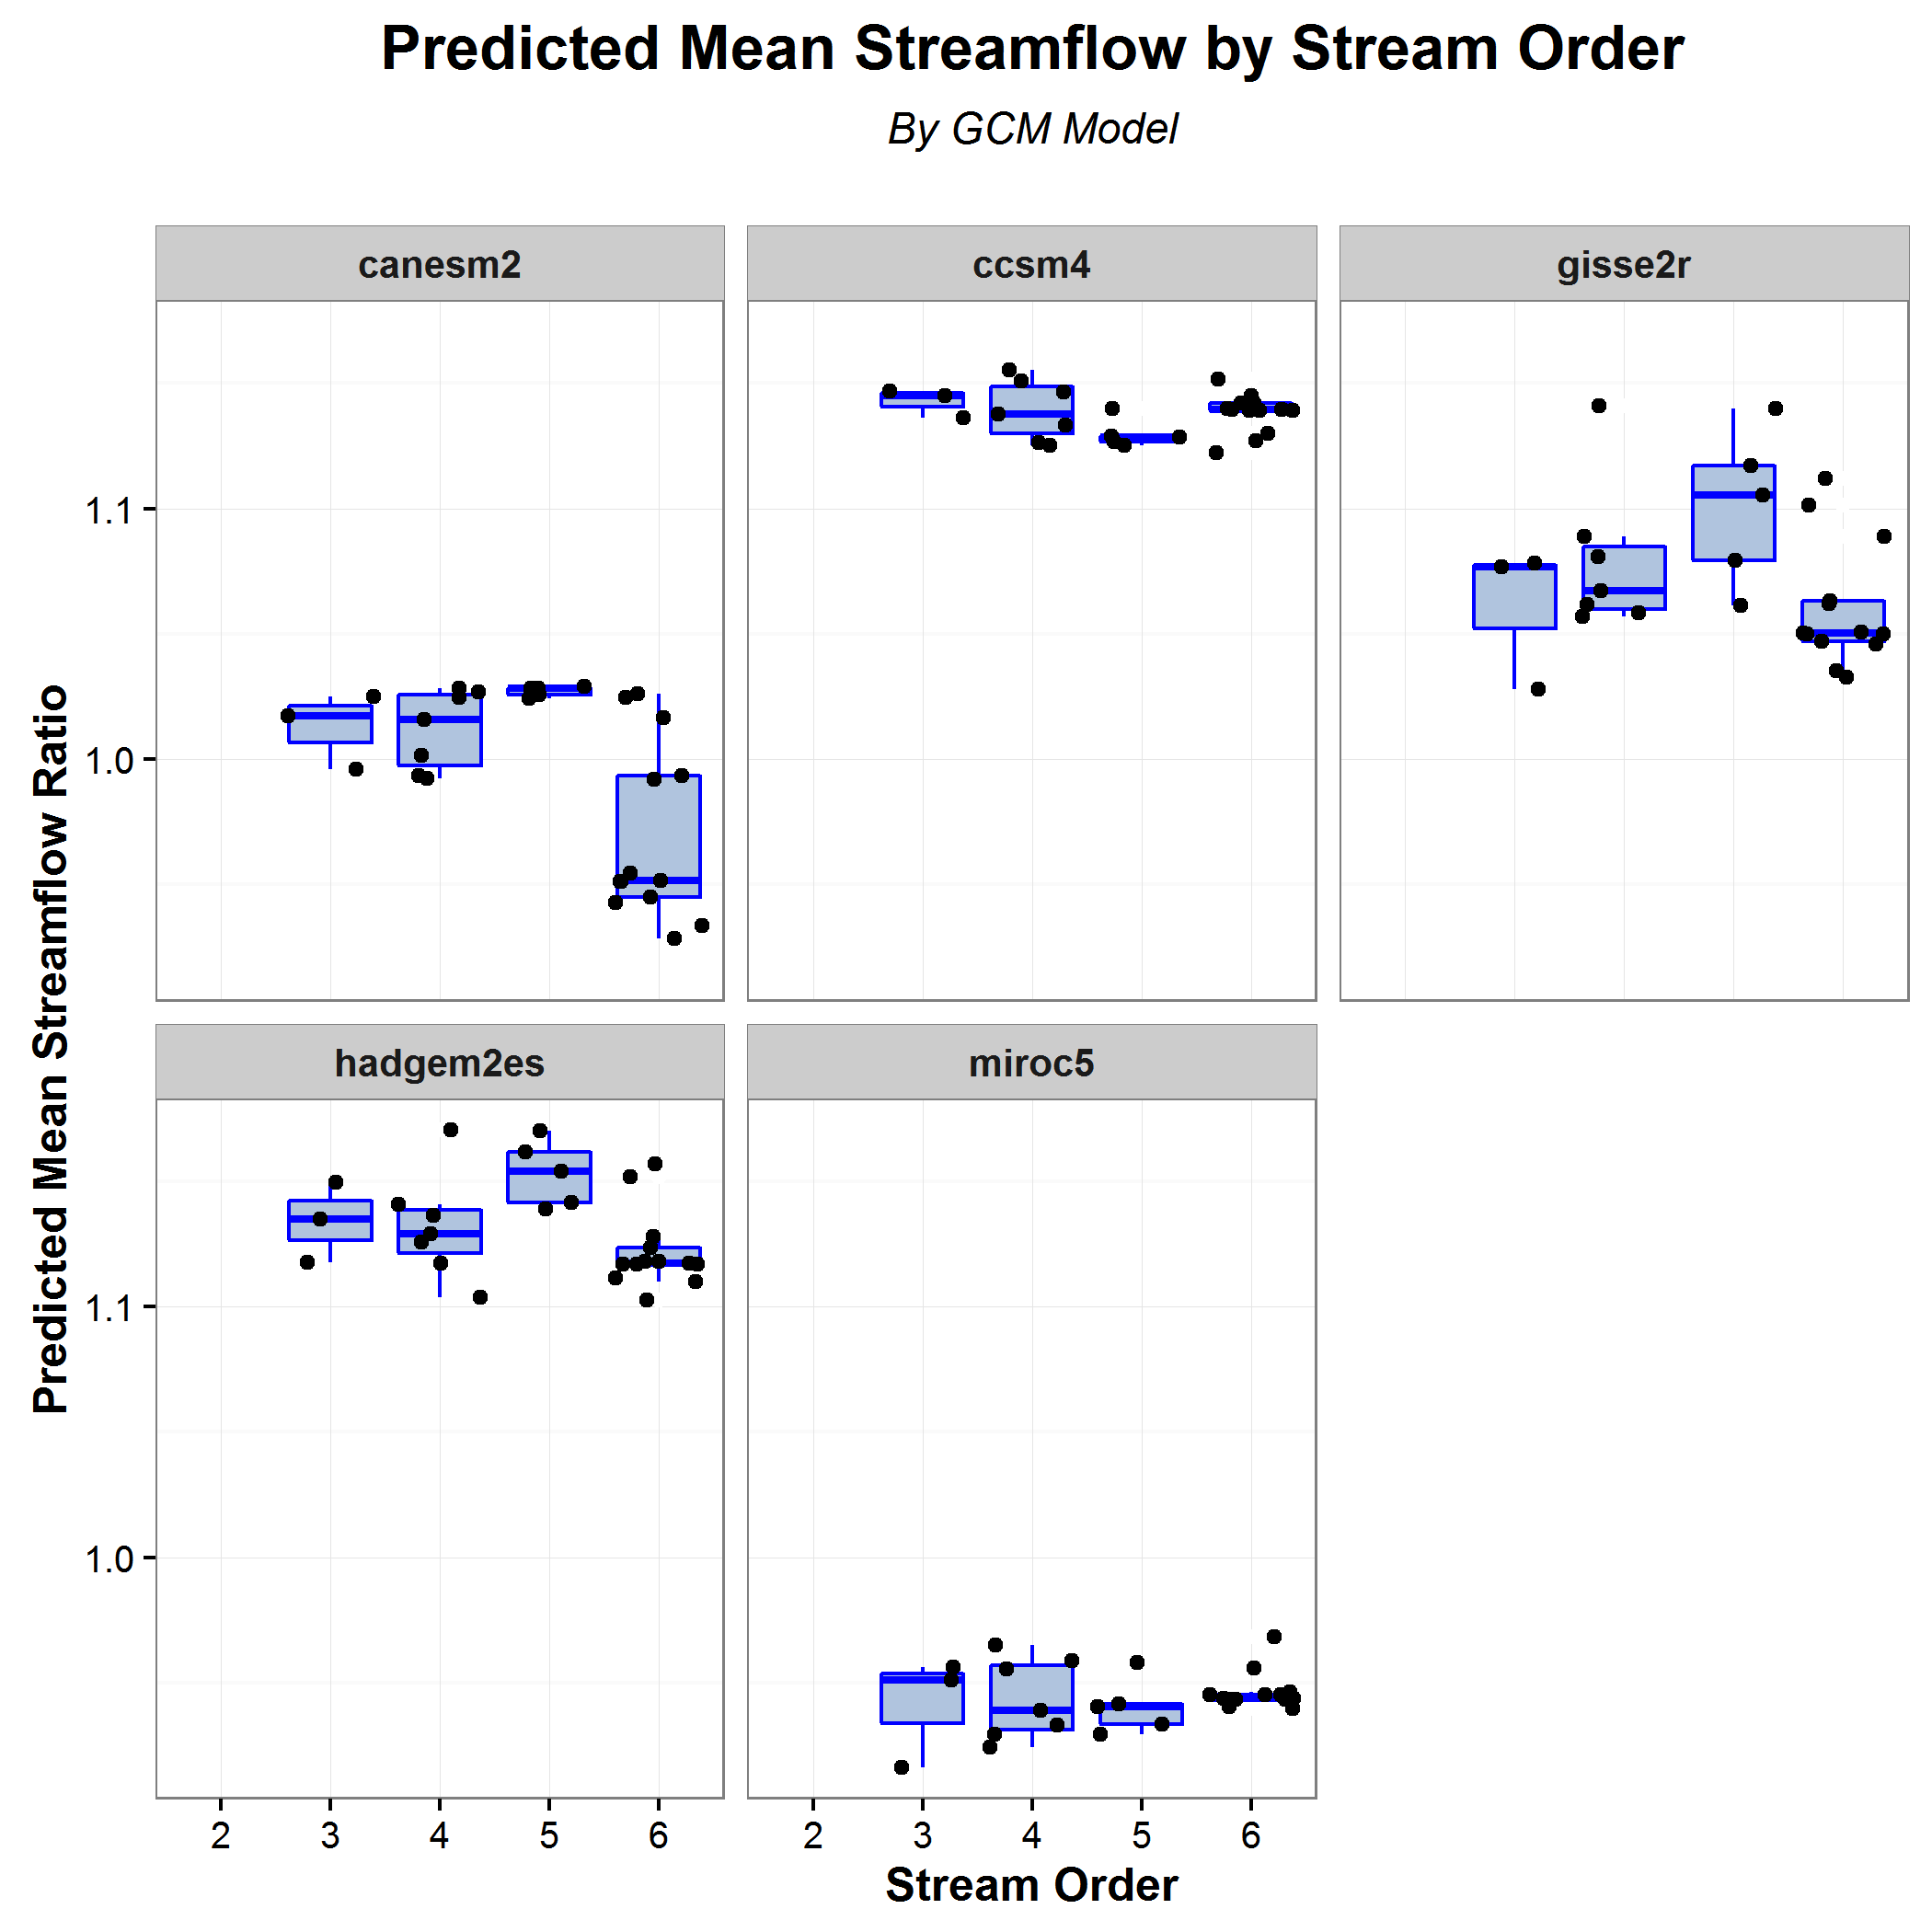 Predicted Mean Streamflow by Stream Order
By GCM Model
canesm2
ccsm4
gisse2r
1.1
1.0
Predicted Mean Streamflow Ratio
hadgem2es
miroc5
1.1
1.0
2 3 4 5 6
2 3 4 5 6
Stream Order